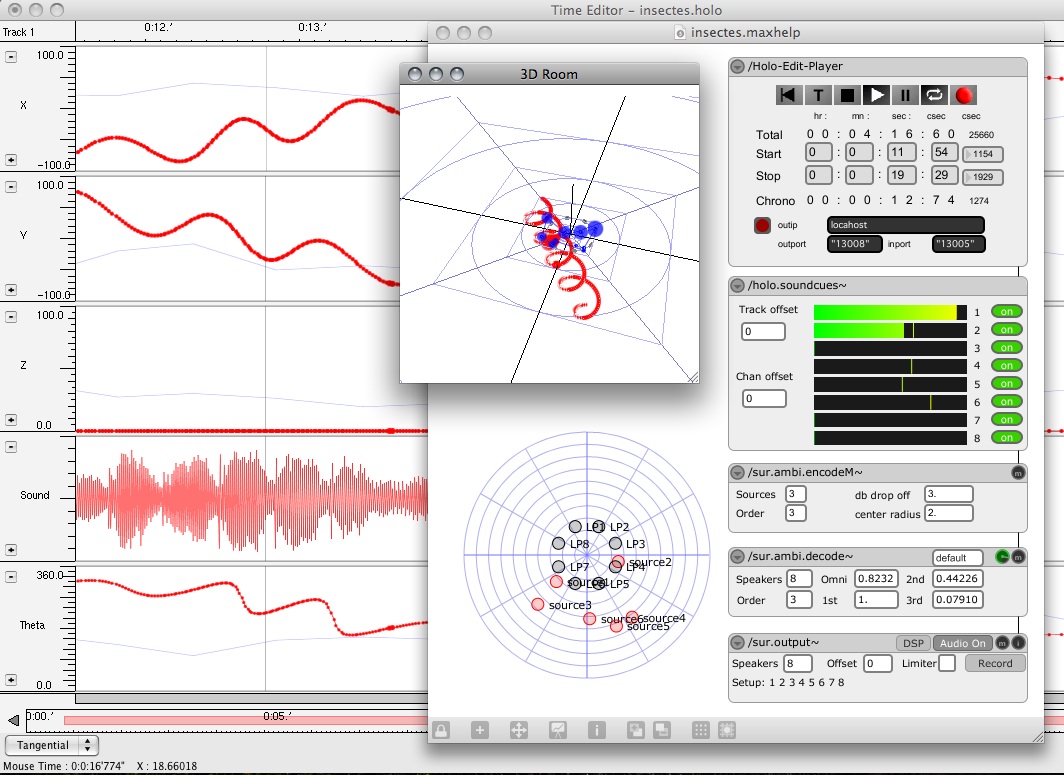 Time Editor – insectes.holo
Track 1
0:12.'
0:13.'
100.0
X
-100.0
100.0
Y
-100.0
100.0
Z
0.0
Sound
360.0
Theta
0.0
0:00.'
0:05.'
Tangential
Mouse Time : 0:0:16'774" X : 18.66018
insectes.maxhelp
3D Room
/Holo-Edit-Player
T
hr : mn : sec : csec csec
Total 0 0 : 0 4 : 1 6 : 6 0 25660
Start 0 : 0 : 11 : 54 1154
Stop 0 : 0 : 19 : 29 1929
Chrono 0 0 : 0 0 : 1 2 : 7 4 1274
outip locahost
outport "13008" inport "13005"
/holo.soundcues~
Track offset
0
Chan offset
0
1 on
2 on
3 on
4 on
5 on
6 on
7 on
8 on
/sur.ambi.encodeM~ m
Sources 3 db drop off 3.
Order 3 center radius 2.
/sur.ambi.decode~ default m
Speakers 8 Omni 0.8232 2nd 0.44226
Order 3 1st 1. 3rd 0.07910
/sur.output~ DSP Audio On m i
Speakers 8 Offset 0 Limiter Record
Setup: 1 2 3 4 5 6 7 8
LP1 LP2
LP8 LP3
LP7 LP4
source2
LP5
source3
source4
source5